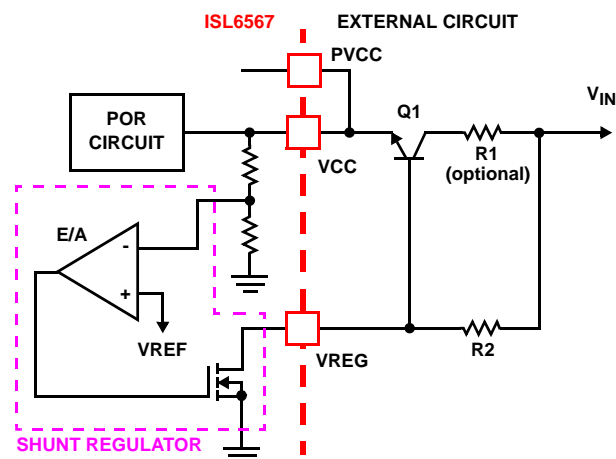 ISL6567
EXTERNAL CIRCUIT
PVCC
Q1
VIN
POR
CIRCUIT
VCC
R1
(optional)
E/A
-
+
VREF
VREG
R2
SHUNT REGULATOR